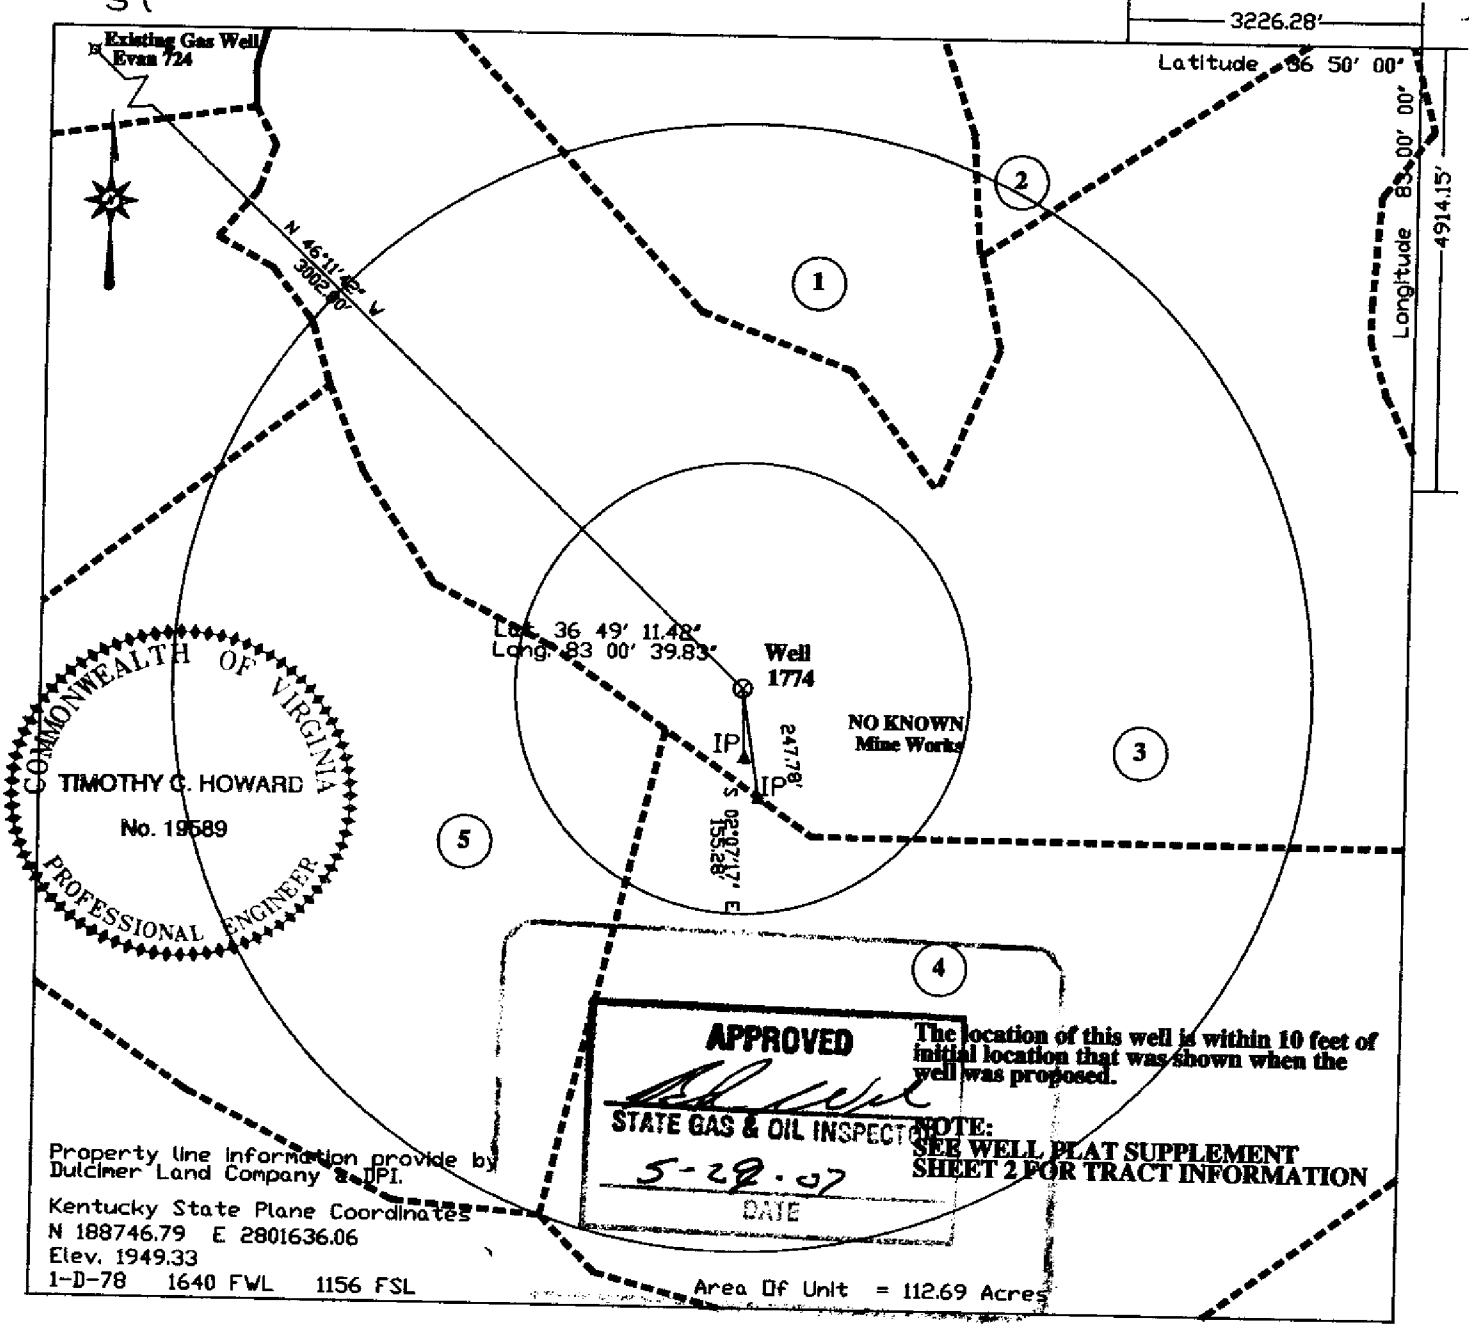 3226.28'
Existing Gas Well
Evan 724
Latitude 36 50' 00"
Longitude 83 00' 00"
4914.15'
N 46°11'42" W
3002.00'
2
1
Lat. 36 49' 11.48"
Long. 83 00' 39.83"
Well
1774
NO KNOWN
Mine Works
IP
247.78'
IP
S 02°07'17" E
155.28'
3
COMMONWEALTH OF VIRGINIA
TIMOTHY C. HOWARD
No. 19589
PROFESSIONAL ENGINEER
5
4
APPROVED
STATE GAS & OIL INSPECTOR
DATE
The location of this well is within 10 feet of
initial location that was shown when the
well was proposed.
NOTE:
SEE WELL PLAT SUPPLEMENT
SHEET 2 FOR TRACT INFORMATION
Property line information provide by
Dulcimer Land Company & DPI.
Kentucky State Plane Coordinates
N 188746.79 E 2801636.06
Elev. 1949.33
1-D-78 1640 FWL 1156 FSL
Area Of Unit = 112.69 Acres